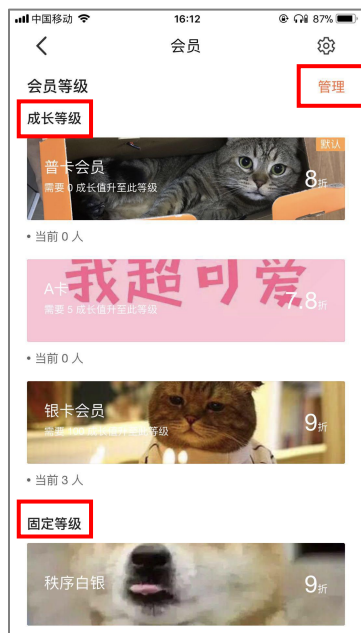 中国移动
16:12
87%
会员
会员等级
管理
成长等级
默认
普卡会员
8折
需要 0 成长值升至此等级
• 当前 0 人
我超可爱
A卡
7.8折
需要 5 成长值升至此等级
• 当前 0 人
银卡会员
9折
• 当前 3 人
固定等级
秩序白银
9折